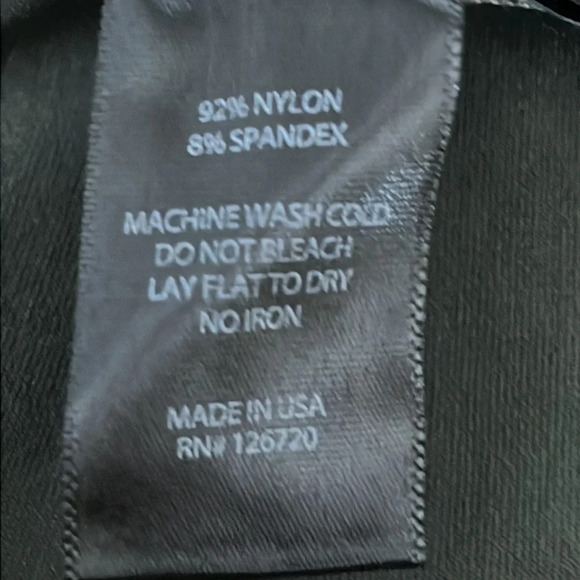 92% NYLON
8% SPANDEX
MACHINE WASH COLD
DO NOT BLEACH
LAY FLAT TO DRY
NO IRON
MADE IN USA
RN# 126720